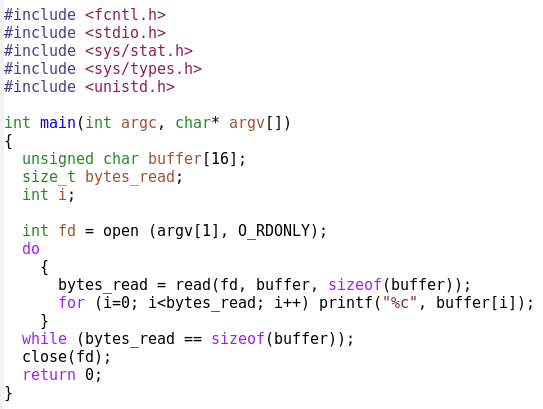 #include <fcntl.h>
#include <stdio.h>
#include <sys/stat.h>
#include <sys/types.h>
#include <unistd.h>

int main(int argc, char* argv[])
{
  unsigned char buffer[16];
  size_t bytes_read;
  int i;

  int fd = open (argv[1], O_RDONLY);
  do
    {
      bytes_read = read(fd, buffer, sizeof(buffer));
      for (i=0; i<bytes_read; i++) printf("%c", buffer[i]);
    }
  while (bytes_read == sizeof(buffer));
  close(fd);
  return 0;
}